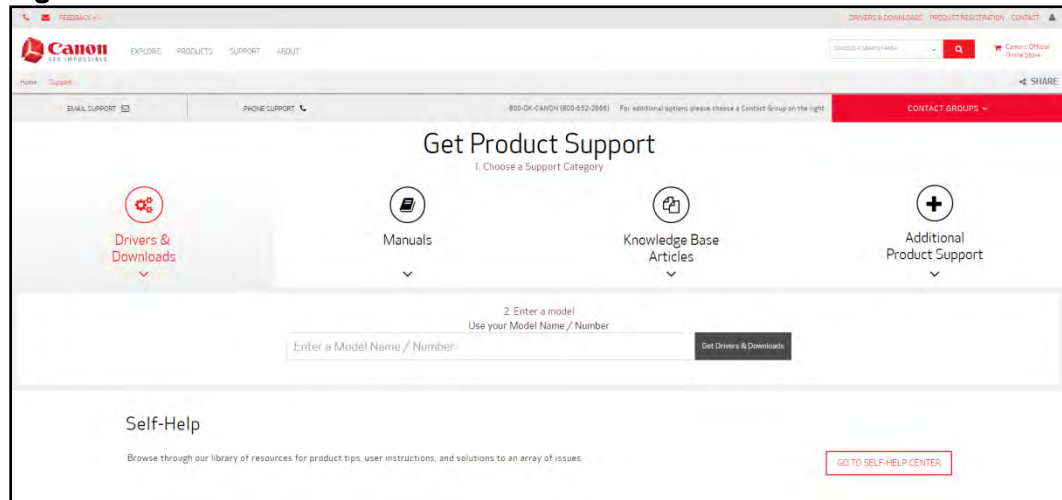 FEEDBACK
DRIVERS & DOWNLOADS PRODUCT REGISTRATION CONTACT
Canon
SEE IMPOSSIBLE
EXPLORE PRODUCTS SUPPORT ABOUT
CHOOSE A SEARCH AREA
Canon's Official
Online Store
Home Support
SHARE
EMAIL SUPPORT PHONE SUPPORT 800-OK-CANON (800-652-2666) For additional options please choose a Contact Group on the right CONTACT GROUPS
Get Product Support
1. Choose a Support Category
Drivers &
Downloads
Manuals
Knowledge Base
Articles
Additional
Product Support
2. Enter a model
Use your Model Name / Number
Enter a Model Name / Number
Get Drivers & Downloads
Self-Help
Browse through our library of resources for product tips, user instructions, and solutions to an array of issues.
GO TO SELF-HELP CENTER